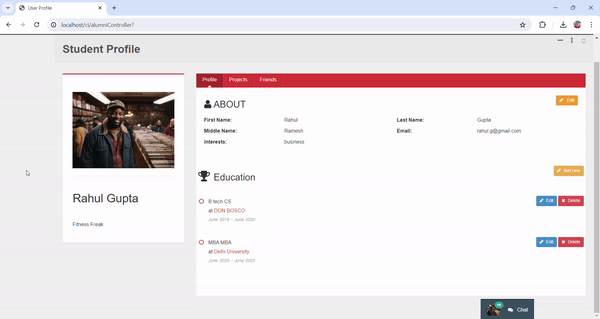 User Profile
localhost/ci/alumniController?
Student Profile
Profile Projects Friends
ABOUT
Edit
First Name: Rahul Last Name: Gupta
Middle Name: Ramesh Email: rahul.g@gmail.com
Interests: business
Education
Add new
Rahul Gupta
Fitness Freak
B tech CS
Edit Delete
at DON BOSCO
June 2019 - June 2020
MBA MBA
Edit Delete
at Delhi University
June 2020 - June 2022
Chat